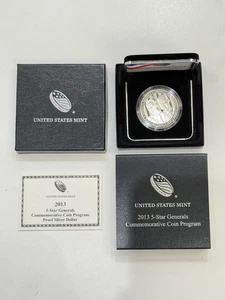 UNITED STATES MINT
2013
5-Star Generals
Commemorative Coin Program
Proof Silver Dollar
UNITED STATES MINT
2013 5-Star Generals
Commemorative Coin Program